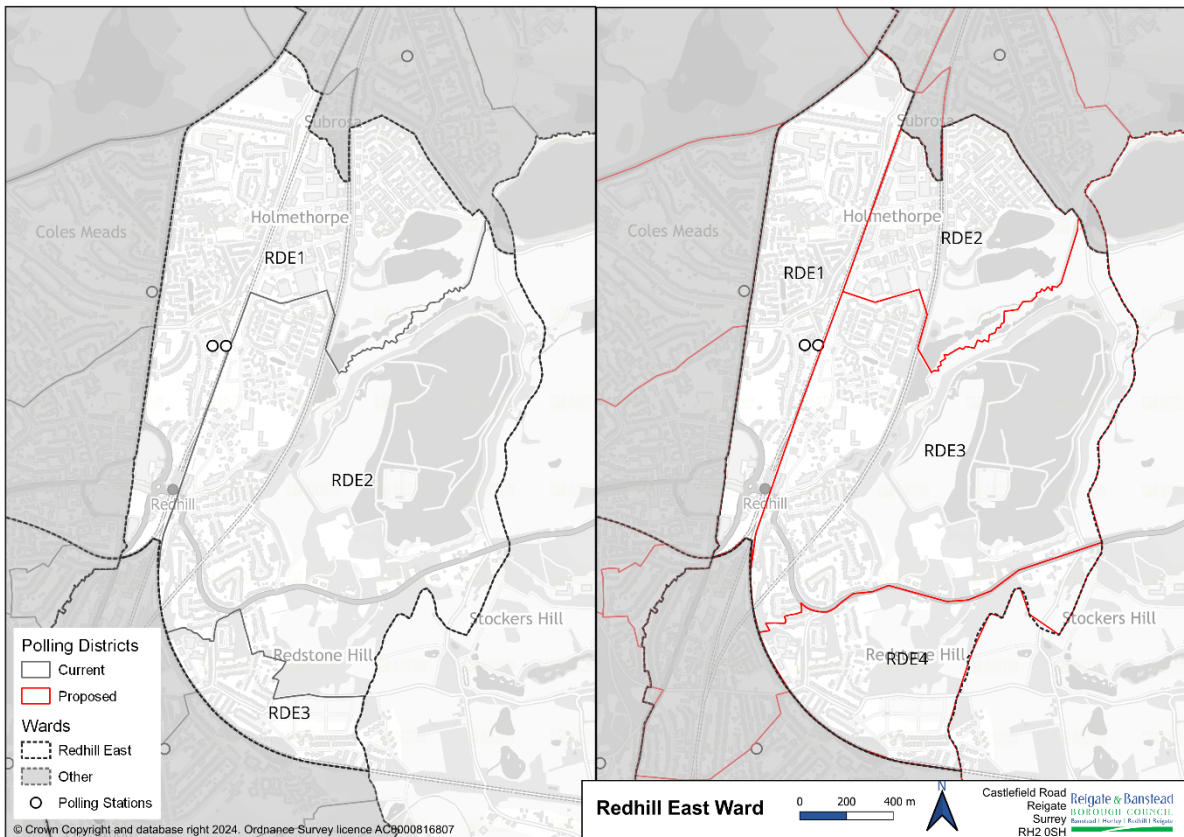 Subrosa
Holmethorpe
Coles Meads
RDE1
RDE2
Redhill
Stockers Hill
Redstone Hill
RDE3
Polling Districts
Current
Proposed
Wards
Redhill East
Other
Polling Stations
© Crown Copyright and database right 2024. Ordnance Survey licence AC0000816807
Subrosa
Holmethorpe
RDE2
RDE1
RDE3
Stockers Hill
Redstone Hill
RDE4
Redhill East Ward
0 200 400 m
N
Castlefield Road
Reigate
Surrey
RH2 0SH
Reigate & Banstead
BOROUGH COUNCIL
Banstead | Horley | Redhill | Reigate